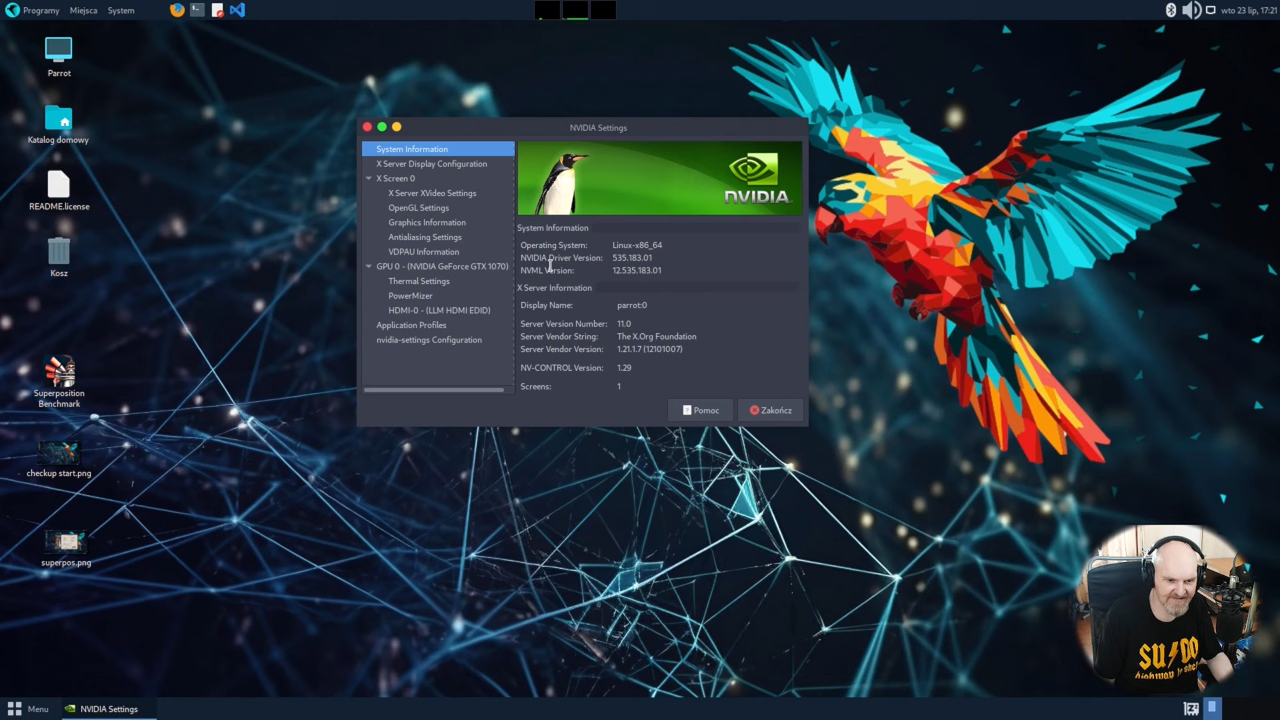 Programy Miejsca System
wto 23 lip, 17:21
Parrot
Katalog domowy
README.license
Kosz
Superposition
Benchmark
checkup start.png
superpos.png
NVIDIA Settings
System Information
X Server Display Configuration
X Screen 0
X Server XVideo Settings
OpenGL Settings
Graphics Information
Antialiasing Settings
VDPAU Information
GPU 0 - (NVIDIA GeForce GTX 1070)
Thermal Settings
PowerMizer
HDMI-0 - (LLM HDMI EDID)
Application Profiles
nvidia-settings Configuration
NVIDIA
System Information
Operating System: Linux-x86_64
NVIDIA Driver Version: 535.183.01
NVML Version: 12.535.183.01
X Server Information
Display Name: parrot:0
Server Version Number: 11.0
Server Vendor String: The X.Org Foundation
Server Vendor Version: 1.21.1.7 (12101007)
NV-CONTROL Version: 1.29
Screens: 1
Pomoc Zakończ
SU/DO
highway to shell
Menu NVIDIA Settings